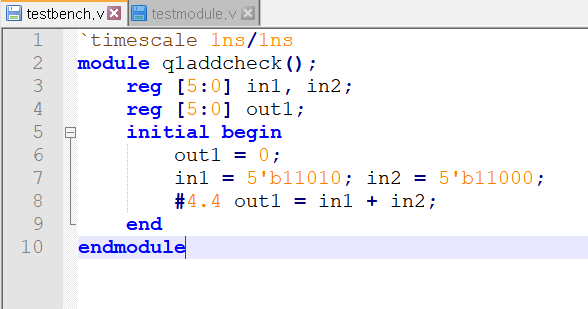 testbench.v testmodule.v
1 `timescale 1ns/1ns
2 module q1addcheck();
3 reg [5:0] in1, in2;
4 reg [5:0] out1;
5 initial begin
6 out1 = 0;
7 in1 = 5'b11010; in2 = 5'b11000;
8 #4.4 out1 = in1 + in2;
9 end
10 endmodule